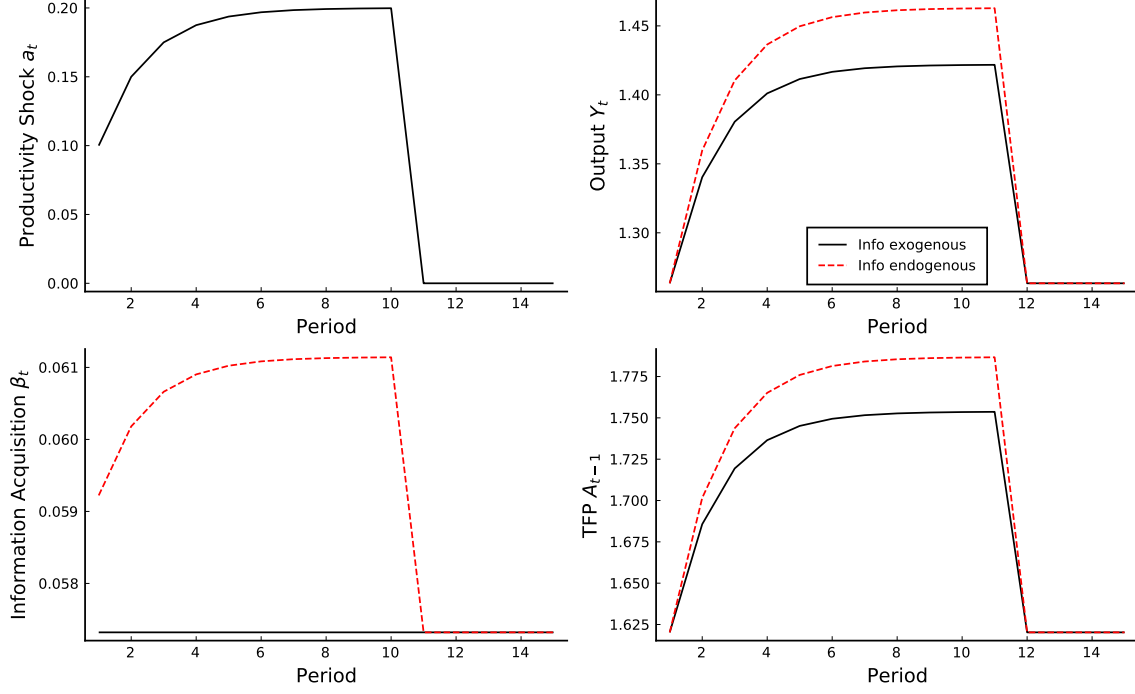 Productivity Shock a_t
0.20
0.15
0.10
0.05
0.00
2 4 6 8 10 12 14
Period
Output Y_t
1.45
1.40
1.35
1.30
Info exogenous
Info endogenous
2 4 6 8 10 12 14
Period
Information Acquisition β_t
0.061
0.060
0.059
0.058
2 4 6 8 10 12 14
Period
TFP A_{t−1}
1.775
1.750
1.725
1.700
1.675
1.650
1.625
2 4 6 8 10 12 14
Period